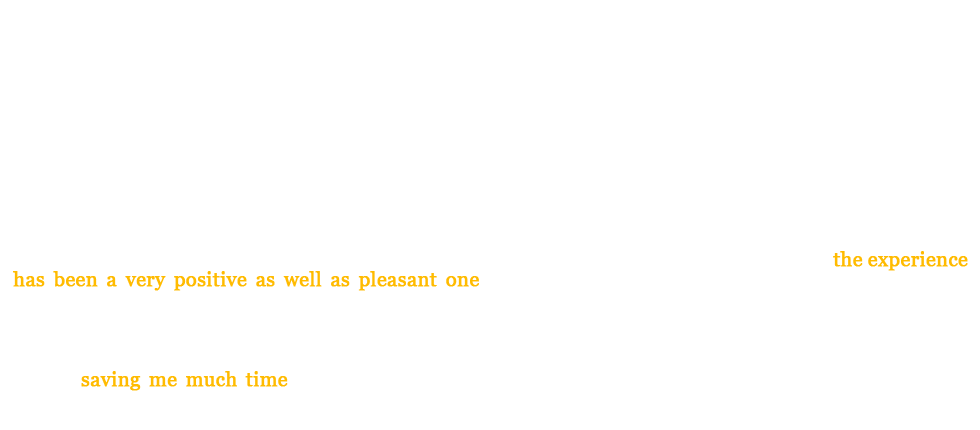 the experience
has been a very positive as well as pleasant one
saving me much time